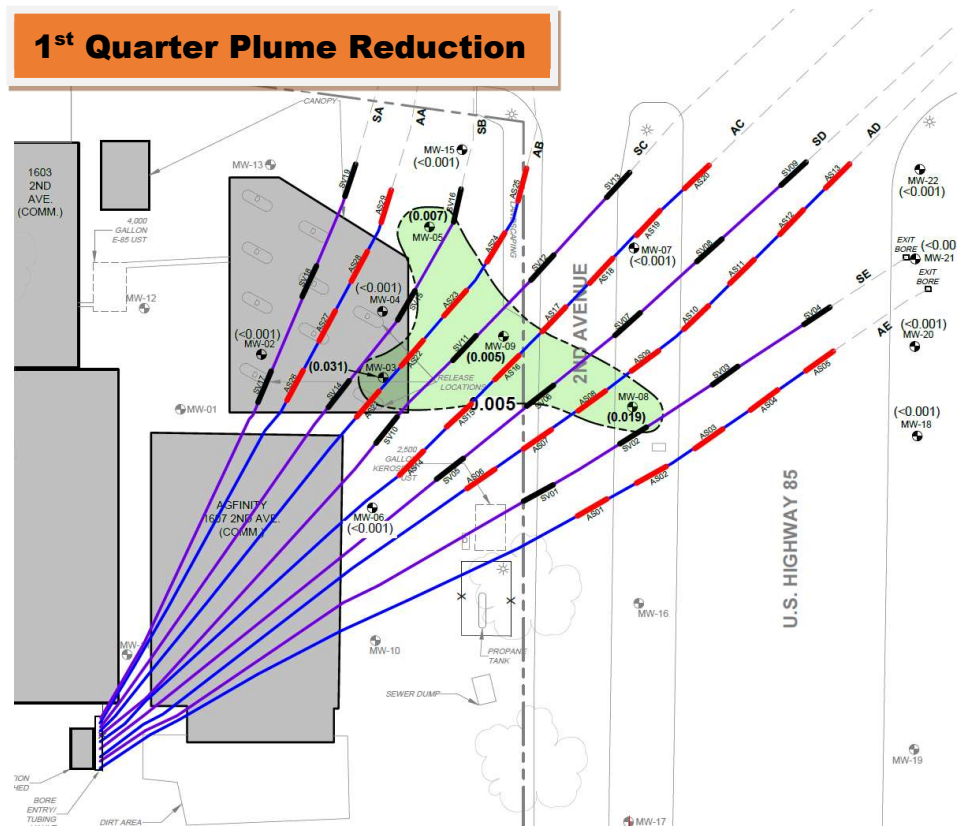 1st Quarter Plume Reduction
CANOPY
SA
AA
SB
AB
SC
AC
SD
AD
SE
AE
1603
2ND
AVE.
(COMM.)
4,000
GALLON
E-85 UST
MW-13
MW-15
(<0.001)
MW-12
MW-01
(<0.001)
MW-02
(<0.001)
MW-04
(0.031)
MW-03
(0.007)
MW-05
(0.005)
MW-09
0.005
MW-07
(<0.001)
MW-08
(0.019)
MW-22
(<0.001)
EXIT
BORE
(<0.00
MW-21
EXIT
BORE
(<0.001)
MW-20
(<0.001)
MW-18
RELEASE
LOCATIONS
LANDSCAPING
2ND AVENUE
U.S. HIGHWAY 85
SV19
SV18
SV17
AS29
AS28
AS27
AS26
SV16
SV15
SV14
AS25
AS24
AS23
AS22
AS21
SV13
SV12
SV11
SV10
AS20
AS19
AS18
AS17
AS16
AS15
AS14
SV09
SV08
SV07
SV06
SV05
AS13
AS12
AS11
AS10
AS09
AS08
AS07
AS06
SV04
SV03
SV02
SV01
AS05
AS04
AS03
AS02
AS01
2,500
GALLON
UST
MW-06
(<0.001)
AGFINITY
1607 2ND AVE.
(COMM.)
MW-10
MW-16
X
X
PROPANE
TANK
SEWER DUMP
MW-19
MW-17
BORE
ENTRY/
TUBING
DIRT AREA